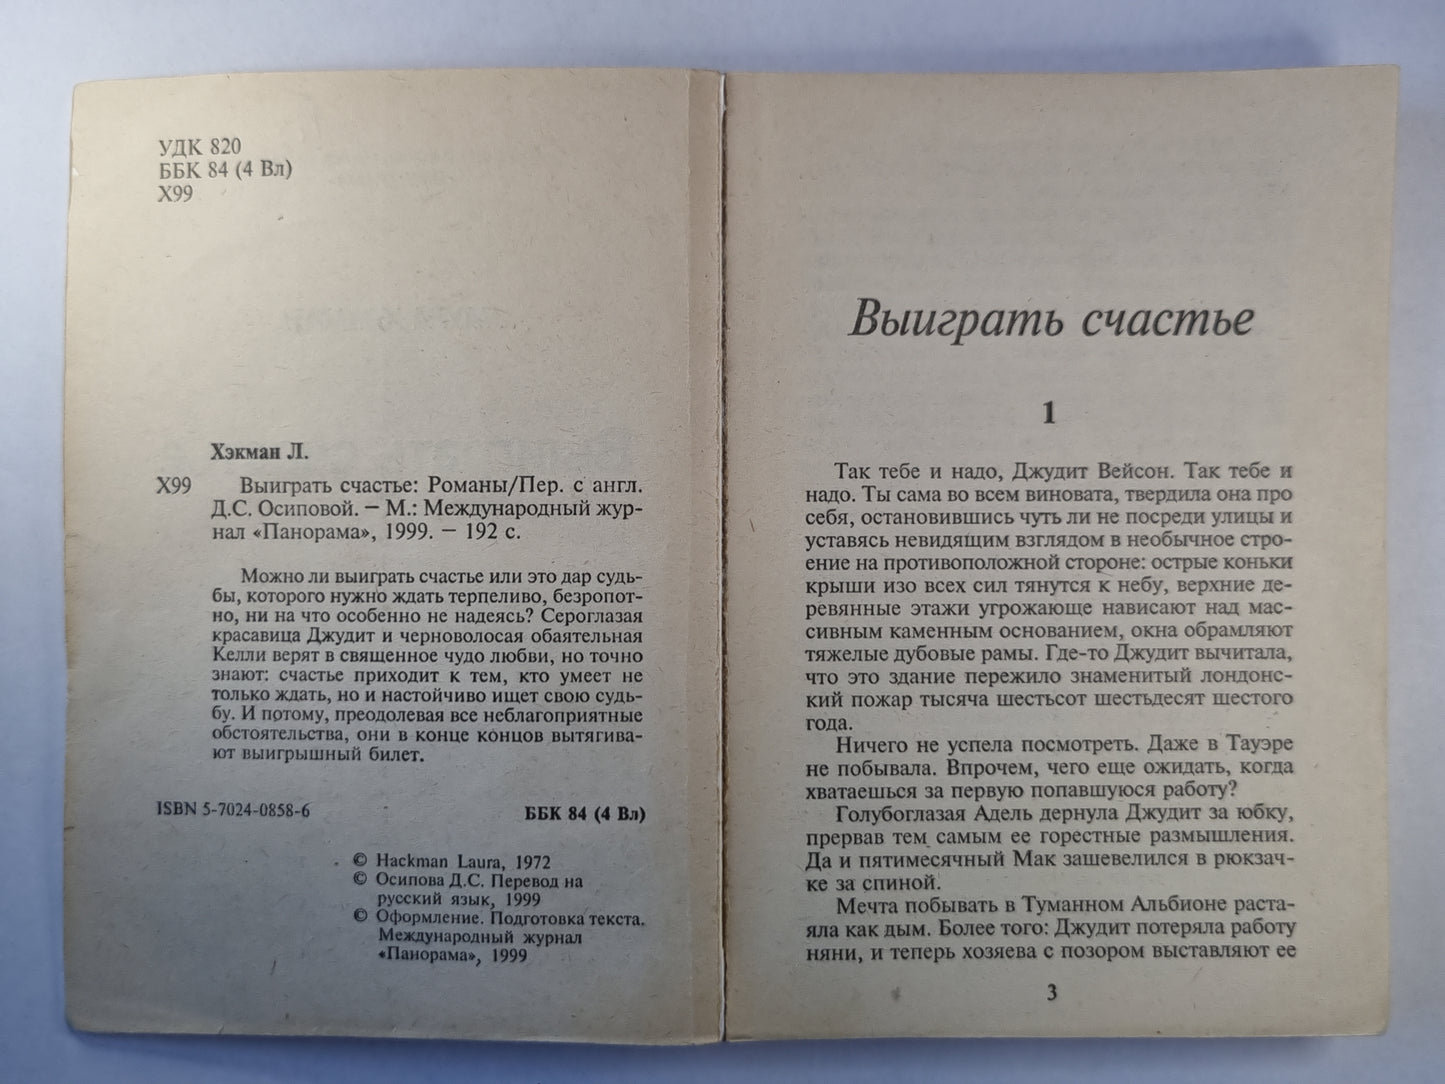 УДК 820
ББК 84 (4 Вл)
Х99
Хэкман Л.
Х99 Выиграть счастье: Романы/Пер. с англ.
Д.С. Осиповой. — М.: Международный жур-
нал «Панорама», 1999. — 192 с.
Можно ли выиграть счастье или это дар судь-
бы, которого нужно ждать терпеливо, безропот-
но, ни на что особенно не надеясь? Сероглазая
красавица Джудит и черноволосая обаятельная
Келли верят в священное чудо любви, но точно
знают: счастье приходит к тем, кто умеет не
только ждать, но и настойчиво ищет свою судь-
бу. И потому, преодолевая все неблагоприятные
обстоятельства, они в конце концов вытягива-
ют выигрышный билет.
ISBN 5-7024-0858-6
ББК 84 (4 Вл)
© Hackman Laura, 1972
© Осипова Д.С. Перевод на
русский язык, 1999
© Оформление. Подготовка текста.
Международный журнал
«Панорама», 1999
Выиграть счастье
1
Так тебе и надо, Джудит Вейсон. Так тебе и
надо. Ты сама во всем виновата, твердила она про
себя, остановившись чуть ли не посреди улицы и
уставясь невидящим взглядом в необычное стро-
ение на противоположной стороне: острые коньки
крыши изо всех сил тянутся к небу, верхние де-
ревянные этажи угрожающе нависают над мас-
сивным каменным основанием, окна обрамляют
тяжелые дубовые рамы. Где-то Джудит вычитала,
что это здание пережило знаменитый лондонс-
кий пожар тысяча шестьсот шестьдесят шестого
года.
Ничего не успела посмотреть. Даже в Тауэре
не побывала. Впрочем, чего еще ожидать, когда
хватаешься за первую попавшуюся работу?
Голубоглазая Адель дернула Джудит за юбку,
прервав тем самым ее горестные размышления.
Да и пятимесячный Мак зашевелился в рюкзач-
ке за спиной.
Мечта побывать в Туманном Альбионе раста-
яла как дым. Более того: Джудит потеряла работу
няни, и теперь хозяева с позором выставляют ее
3